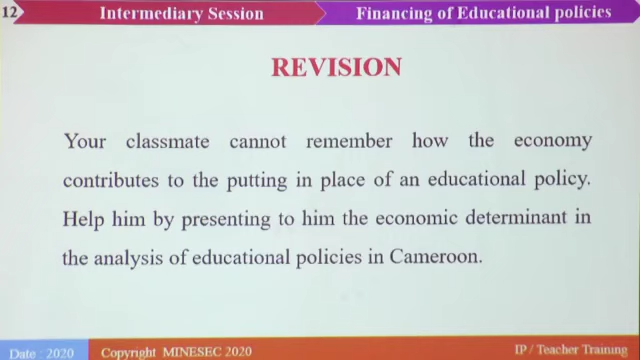 12 Intermediary Session Financing of Educational policies
REVISION
Your classmate cannot remember how the economy
contributes to the putting in place of an educational policy.
Help him by presenting to him the economic determinant in
the analysis of educational policies in Cameroon.
Date : 2020 Copyright MINESEC 2020 IP / Teacher Training